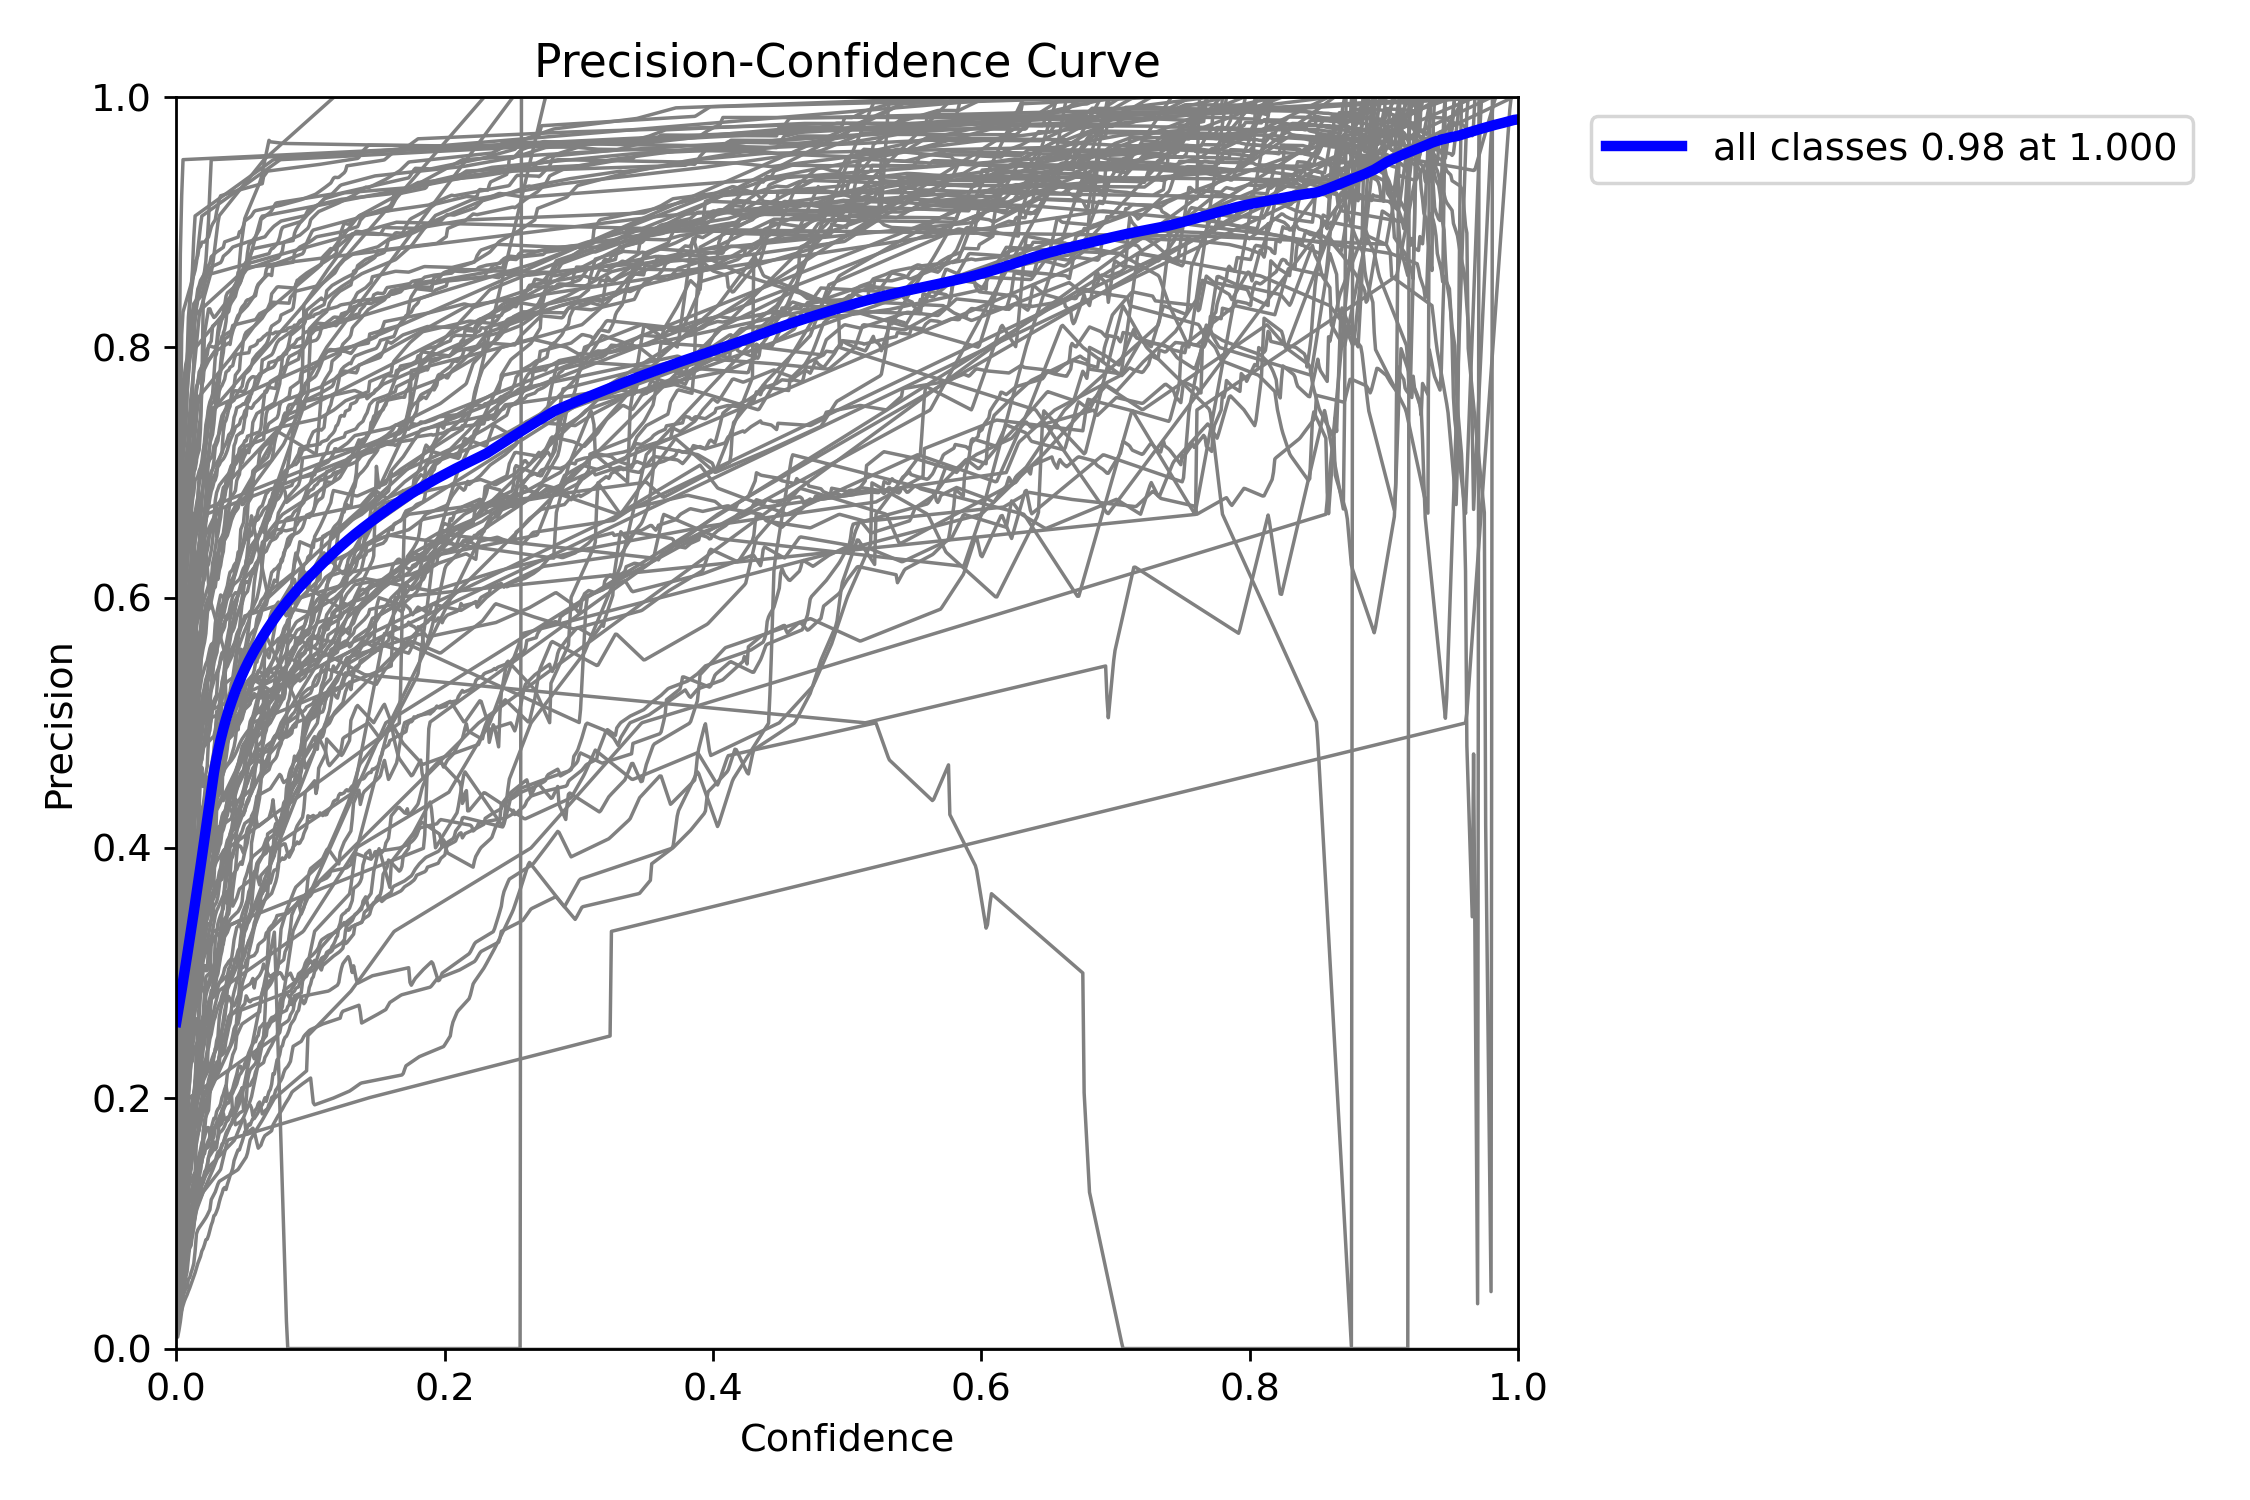 Precision-Confidence Curve
all classes 0.98 at 1.000
1.0
0.8
0.6
0.4
0.2
0.0
Precision
0.0 0.2 0.4 0.6 0.8 1.0
Confidence